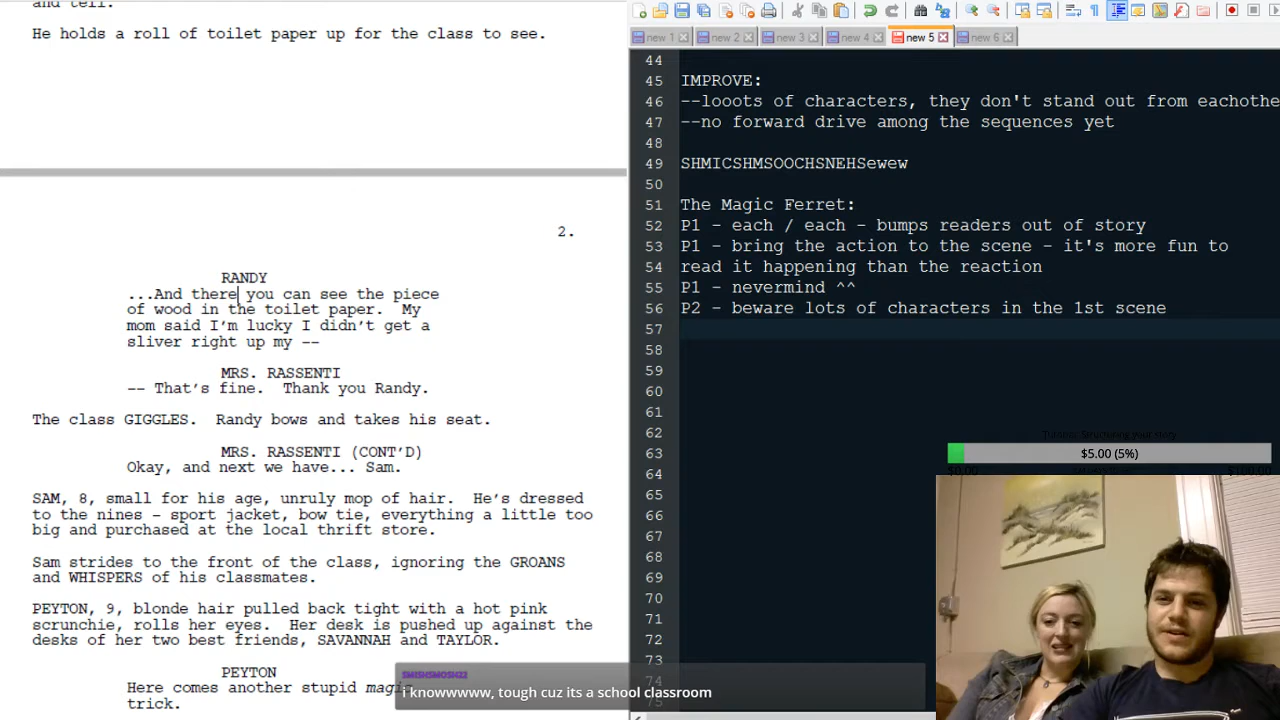 and tell.
He holds a roll of toilet paper up for the class to see.
2.
RANDY
...And there you can see the piece
of wood in the toilet paper.  My
mom said I'm lucky I didn't get a
sliver right up my --
MRS. RASSENTI
-- That's fine.  Thank you Randy.
The class GIGGLES.  Randy bows and takes his seat.
MRS. RASSENTI (CONT'D)
Okay, and next we have... Sam.
SAM, 8, small for his age, unruly mop of hair.  He's dressed
to the nines – sport jacket, bow tie, everything a little too
big and purchased at the local thrift store.
Sam strides to the front of the class, ignoring the GROANS
and WHISPERS of his classmates.
PEYTON, 9, blonde hair pulled back tight with a hot pink
scrunchie, rolls her eyes.  Her desk is pushed up against the
desks of her two best friends, SAVANNAH and TAYLOR.
PEYTON
Here comes another stupid magic
trick.
new 1
new 2
new 3
new 4
new 5
new 6
44
45 IMPROVE:
46 --looots of characters, they don't stand out from eachothe
47 --no forward drive among the sequences yet
48
49 SHMICSHMSOOCHSNEHSewew
50
51 The Magic Ferret:
52 P1 - each / each - bumps readers out of story
53 P1 - bring the action to the scene - it's more fun to
54 read it happening than the reaction
55 P1 - nevermind ^^
56 P2 - beware lots of characters in the 1st scene
57
58
59
60
61
62
63
64
65
66
67
68
69
70
71
72
73
74
75
$5.00 (5%)
$0.00
$100.00
SMISHSMOSH22
I knowwwww, tough cuz its a school classroom